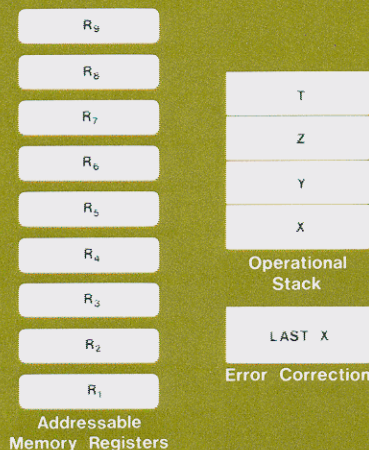 R₉
R₈
R₇
R₆
R₅
R₄
R₃
R₂
R₁
Addressable
Memory Registers
T
Z
Y
X
Operational
Stack
LAST X
Error Correction